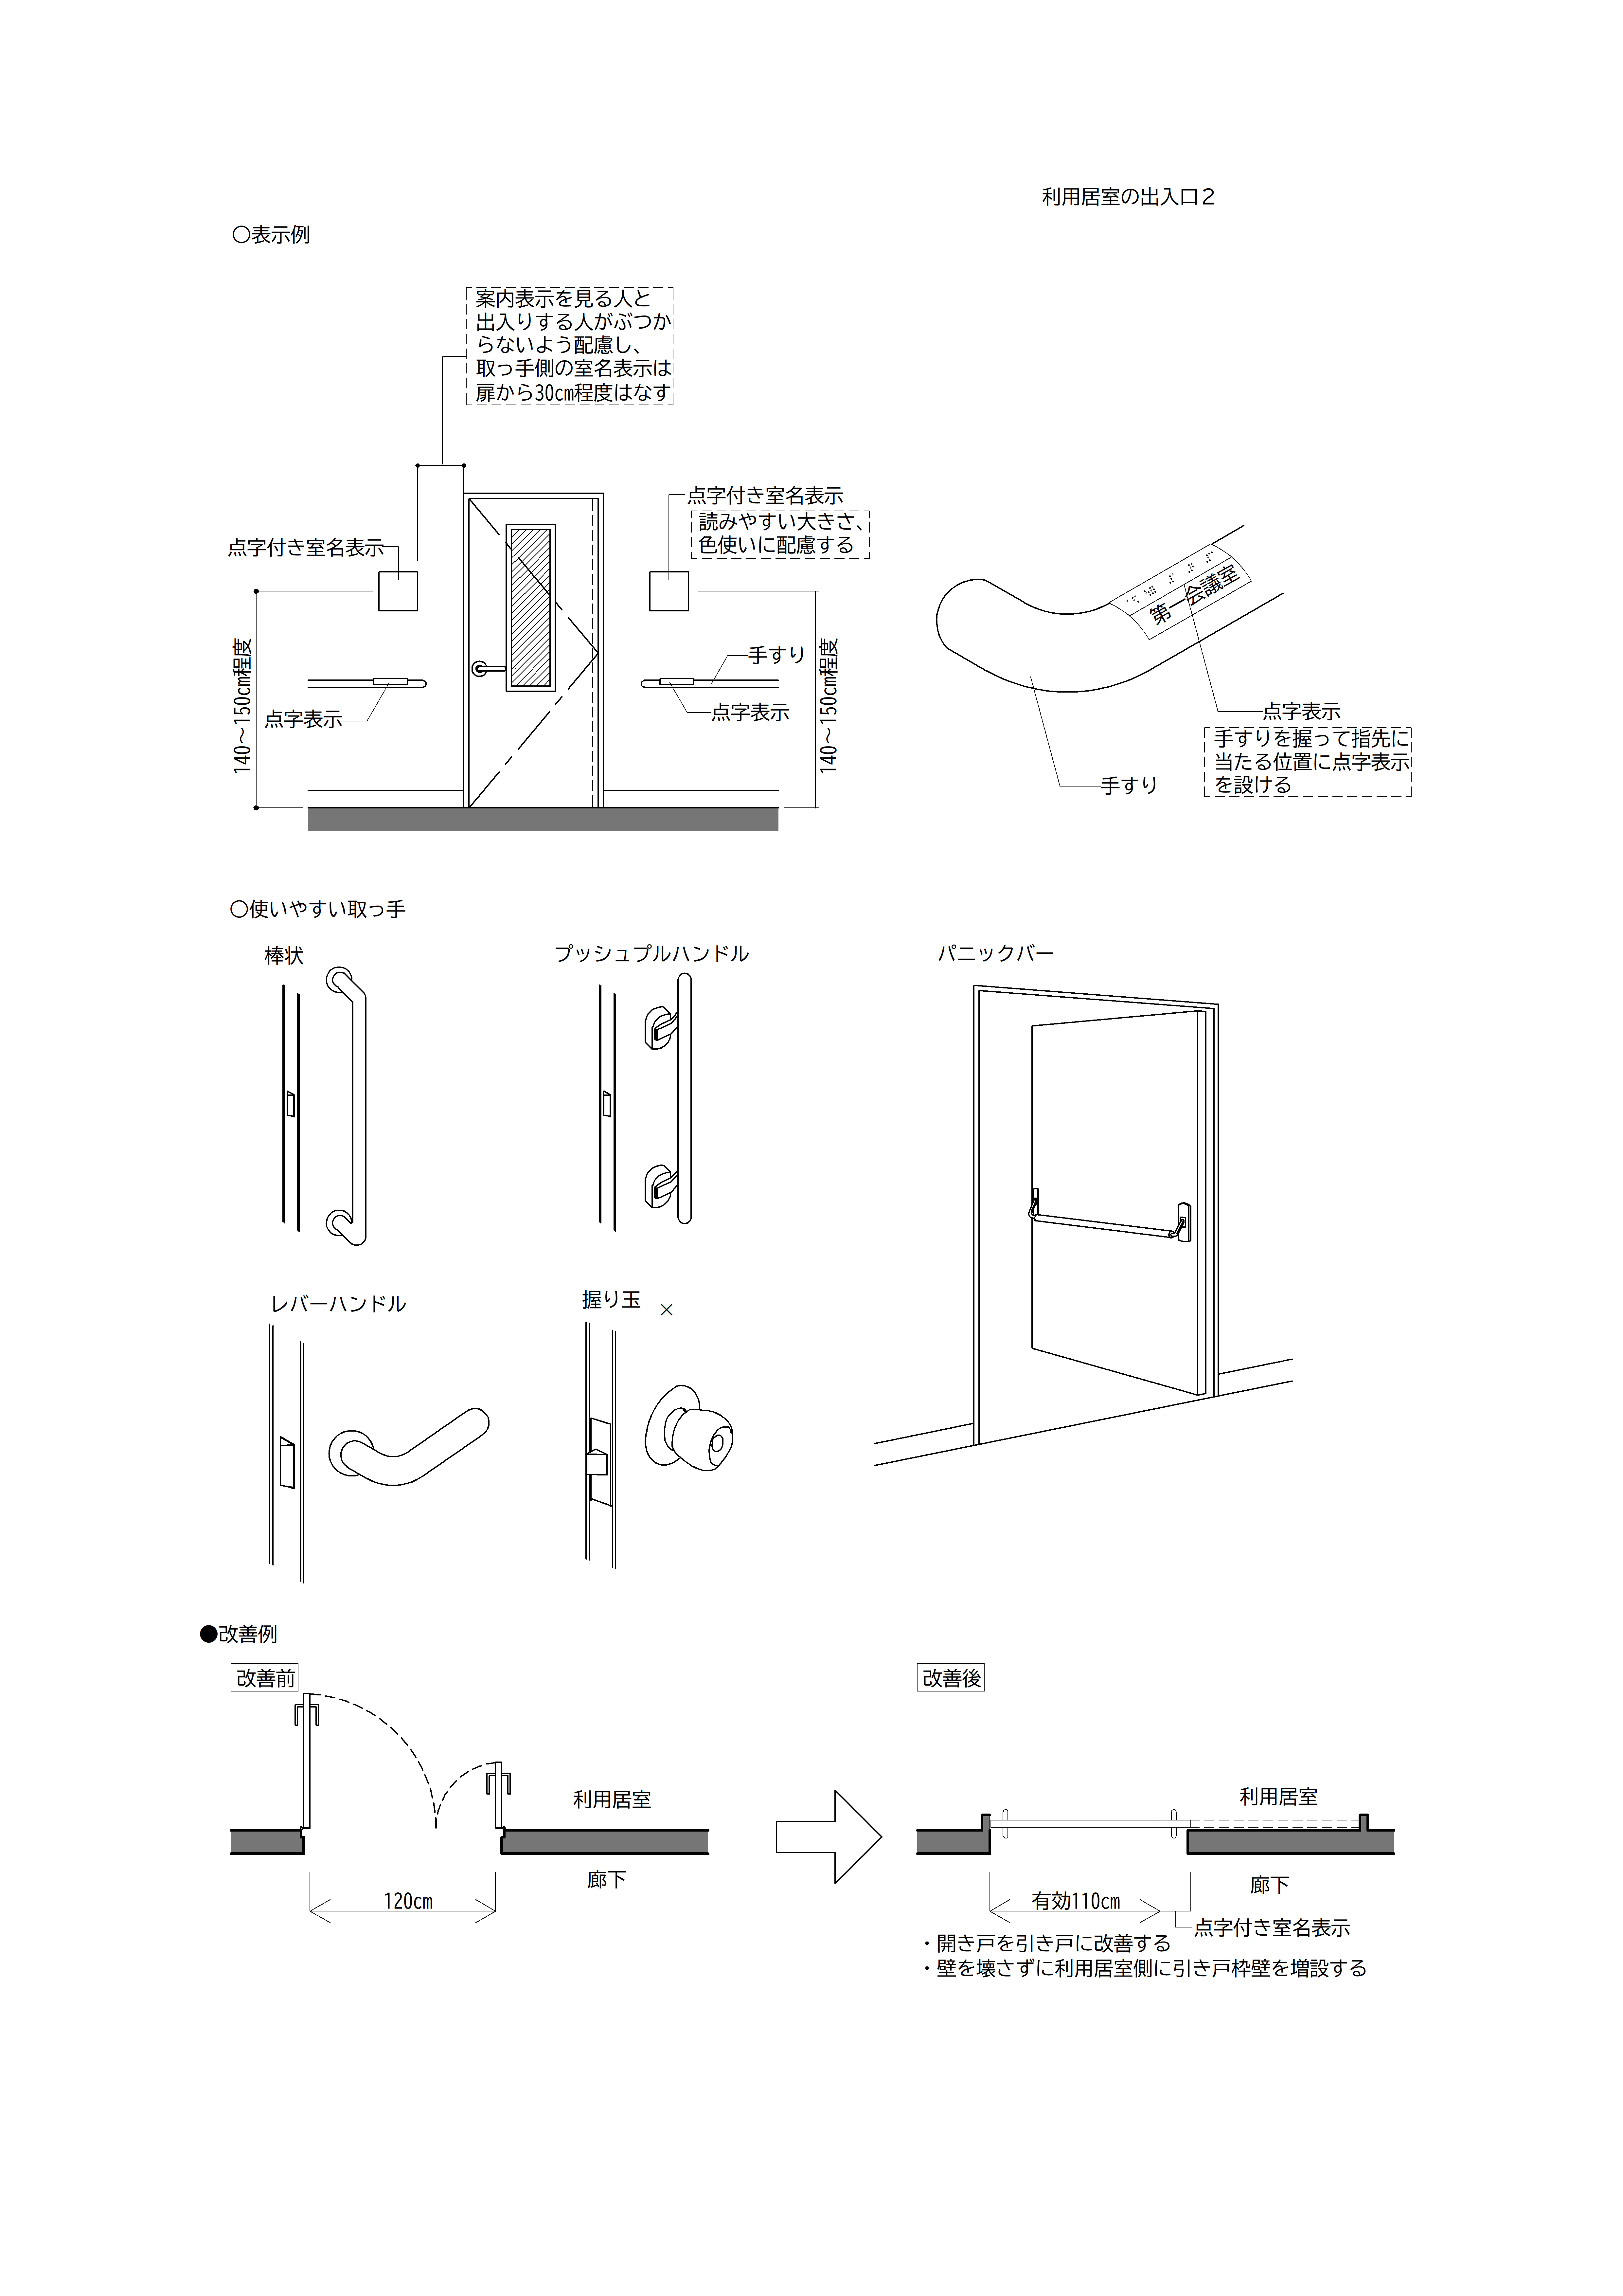 利用居室の出入口２
○表示例
案内表示を見る人と
出入りする人がぶつか
らないよう配慮し、
取っ手側の室名表示は
扉から30cm程度はなす
点字付き室名表示
読みやすい大きさ、
色使いに配慮する
点字付き室名表示
140～150cm程度
点字表示
手すり
点字表示
140～150cm程度
第一会議室
点字表示
手すりを握って指先に
当たる位置に点字表示
を設ける
手すり
○使いやすい取っ手
棒状
プッシュプルハンドル
パニックバー
レバーハンドル
握り玉 ×
●改善例
改善前
利用居室
廊下
120cm
改善後
利用居室
廊下
有効110cm
点字付き室名表示
・開き戸を引き戸に改善する
・壁を壊さずに利用居室側に引き戸枠壁を増設する